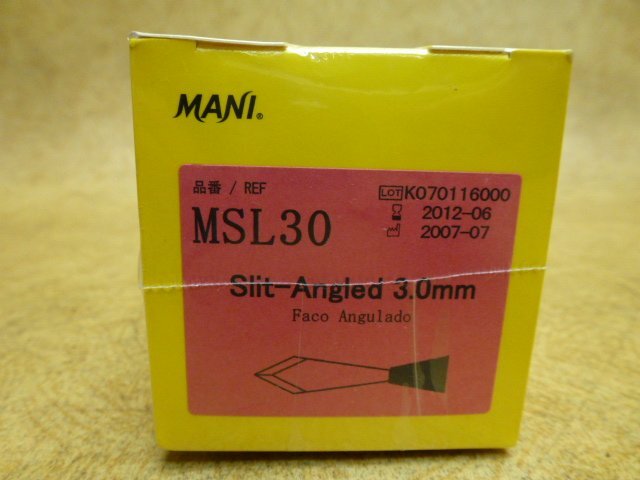 MANI®
品番 / REF
LOT K070116000
MSL30
2012-06
2007-07
Slit-Angled 3.0mm
Faco Angulado